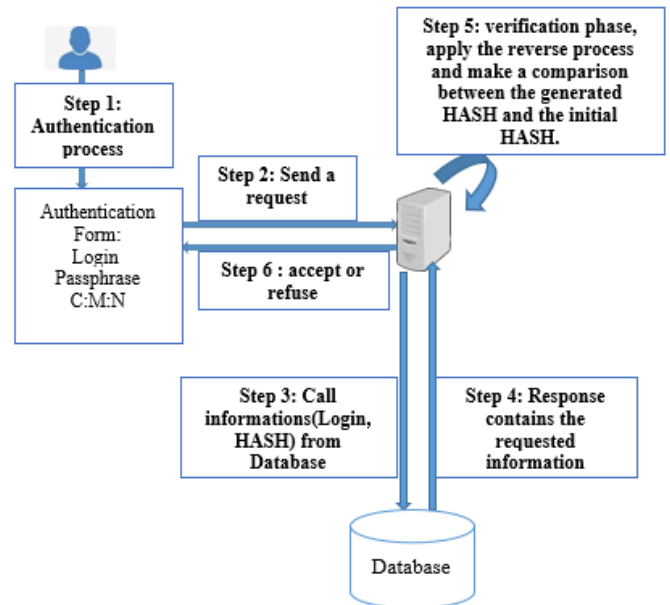 Step 1:
Authentication
process
Authentication
Form:
Login
Passphrase
C:M:N
Step 2: Send a
request
Step 6 : accept or
refuse
Step 5: verification phase,
apply the reverse process
and make a comparison
between the generated
HASH and the initial
HASH.
Step 3: Call
informations(Login,
HASH) from
Database
Step 4: Response
contains the
requested
information
Database